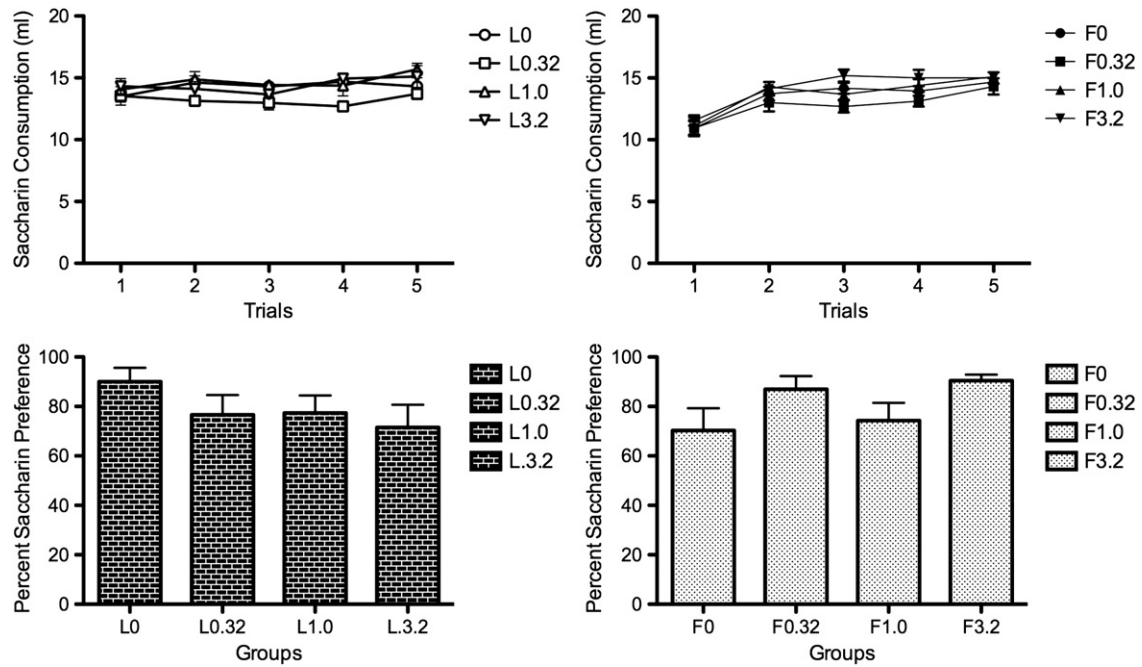 Saccharin Consumption (ml)
20
15
10
5
0
1 2 3 4 5
Trials
L0
L0.32
L1.0
L3.2
Saccharin Consumption (ml)
20
15
10
5
0
1 2 3 4 5
Trials
F0
F0.32
F1.0
F3.2
Percent Saccharin Preference
100
80
60
40
20
0
L0 L0.32 L1.0 L.3.2
Groups
L0
L0.32
L1.0
L.3.2
Percent Saccharin Preference
100
80
60
40
20
0
F0 F0.32 F1.0 F3.2
Groups
F0
F0.32
F1.0
F3.2